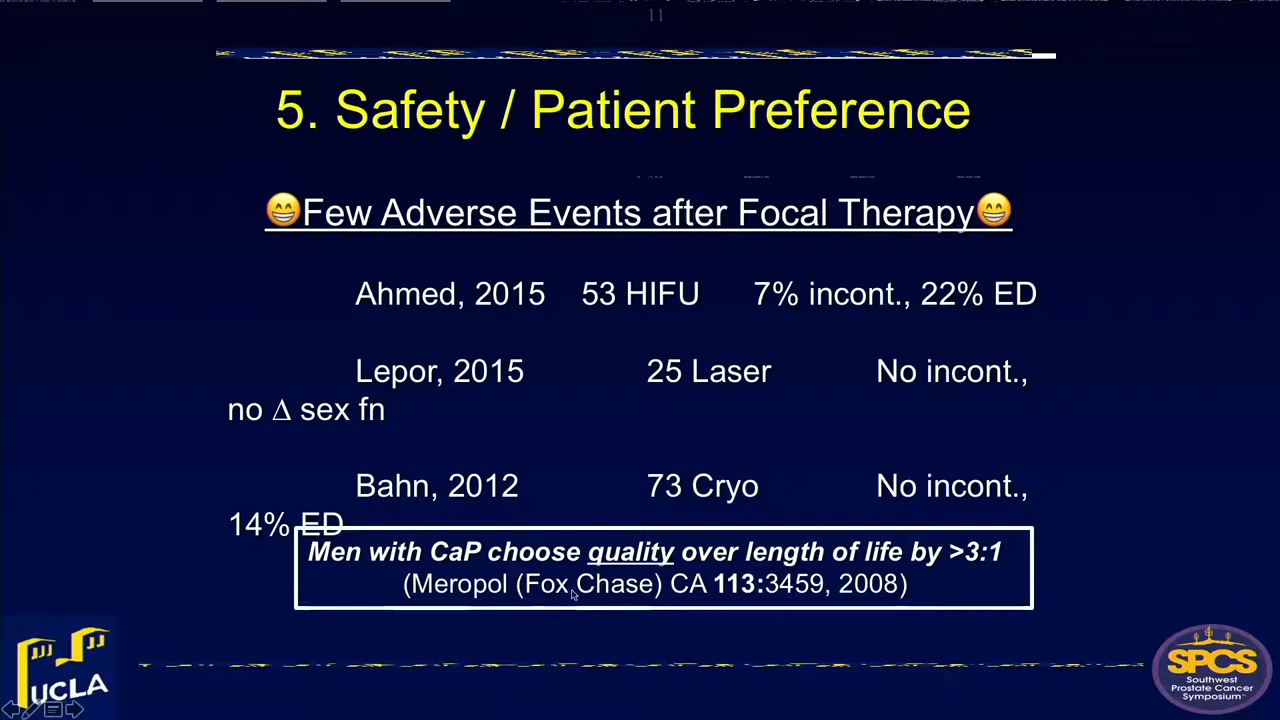 11
5. Safety / Patient Preference
😁Few Adverse Events after Focal Therapy😁
Ahmed, 2015 53 HIFU 7% incont., 22% ED
Lepor, 2015 25 Laser No incont.,
no Δ sex fn
Bahn, 2012 73 Cryo No incont.,
14% ED
Men with CaP choose quality over length of life by >3:1
(Meropol (Fox Chase) CA 113:3459, 2008)
UCLA
SPCS
Southwest
Prostate Cancer
Symposium